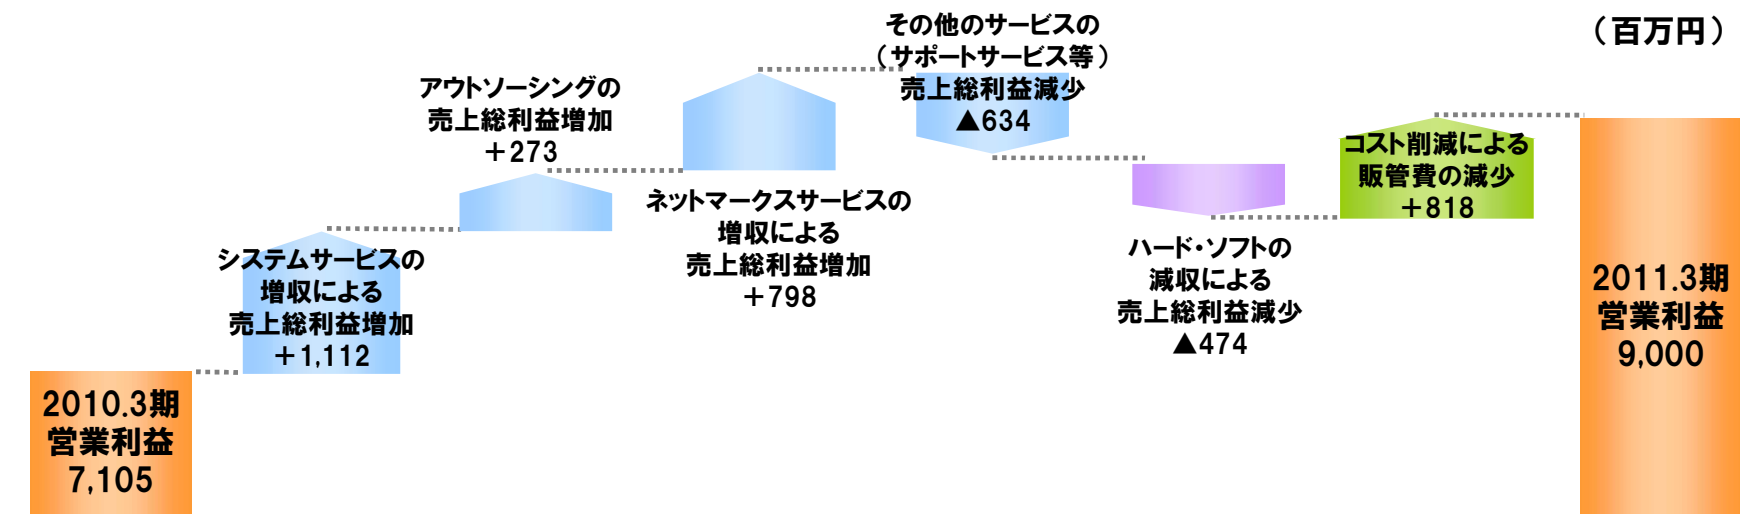 （百万円）
2010.3期
営業利益
7,105
システムサービスの
増収による
売上総利益増加
＋1,112
アウトソーシングの
売上総利益増加
＋273
ネットマークスサービスの
増収による
売上総利益増加
＋798
その他のサービスの
（サポートサービス等）
売上総利益減少
▲634
ハード・ソフトの
減収による
売上総利益減少
▲474
コスト削減による
販管費の減少
＋818
2011.3期
営業利益
9,000